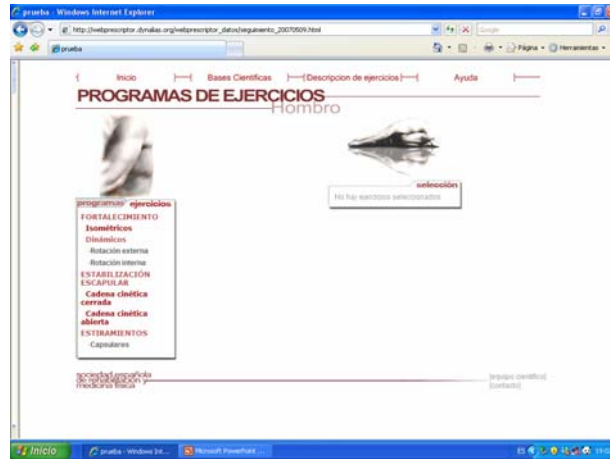 prueba - Windows Internet Explorer
http://webprescriptor.dynalias.org/webprescriptor_datos/seguimiento_20070509.html
Google
prueba
Página
Herramientas
Inicio
Bases Cientificas
Descripcion de ejercicios
Ayuda
PROGRAMAS DE EJERCICIOS
Hombro
programas ejercicios
FORTALECIMIENTO
Isométricos
Dinámicos
-Rotación externa
-Rotación interna
ESTABILIZACIÓN
ESCAPULAR
Cadena cinética
cerrada
Cadena cinética
abierta
ESTIRAMIENTOS
-Capsulares
selección
No hay ejercicios seleccionados
sociedad española
de rehabilitación y
medicina física
[equipo científico]
[contacto]
Inicio
prueba - Windows Int...
Microsoft PowerPoint ...
ES